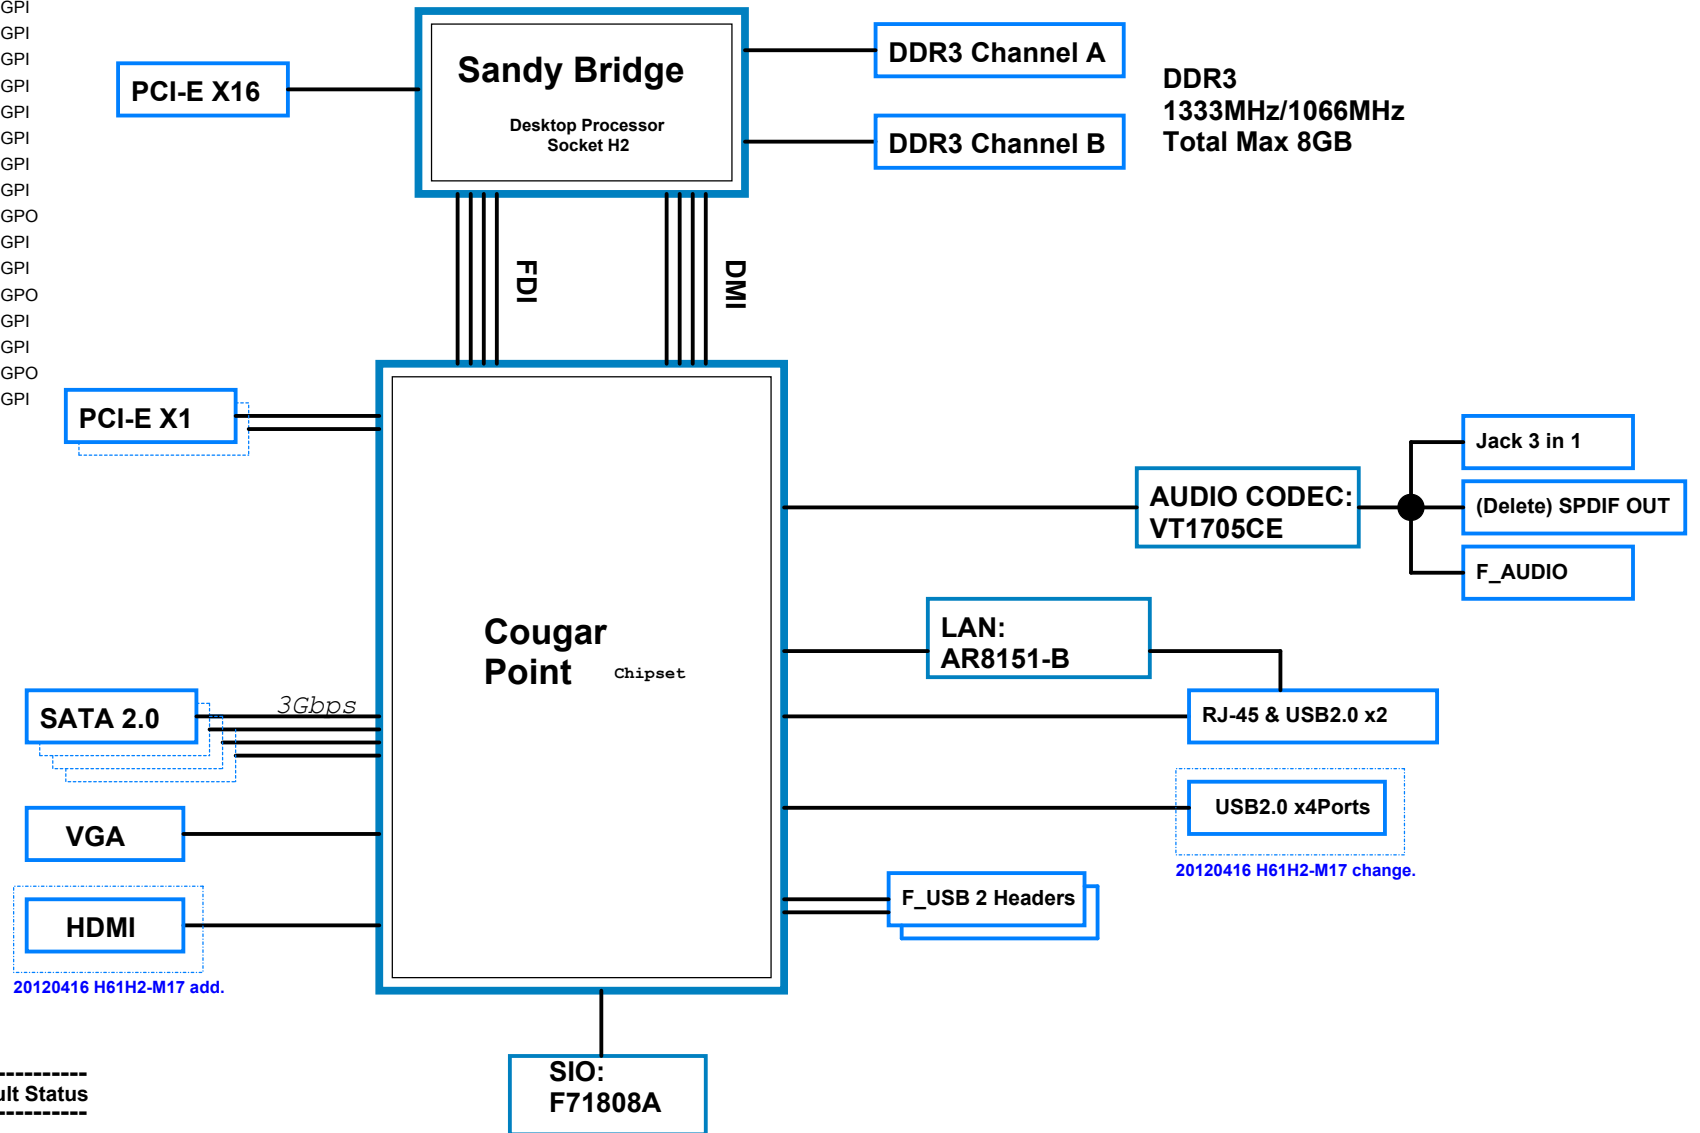 GPI
GPI
GPI
GPI
GPI
GPI
GPI
GPI
GPO
GPI
GPI
GPO
GPI
GPI
GPO
GPI
PCI-E X16
Sandy Bridge
Desktop Processor
Socket H2
DDR3 Channel A
DDR3 Channel B
DDR3
1333MHz/1066MHz
Total Max 8GB
FDI
DMI
PCI-E X1
Cougar
Point
Chipset
AUDIO CODEC:
VT1705CE
Jack 3 in 1
(Delete) SPDIF OUT
F_AUDIO
LAN:
AR8151-B
RJ-45 & USB2.0 x2
SATA 2.0
3Gbps
USB2.0 x4Ports
20120416 H61H2-M17 change.
VGA
F_USB 2 Headers
HDMI
20120416 H61H2-M17 add.
SIO:
F71808A
----------
ult Status
----------